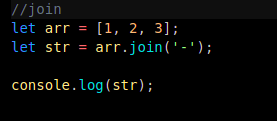 //join
let arr = [1, 2, 3];
let str = arr.join('-');
console.log(str);